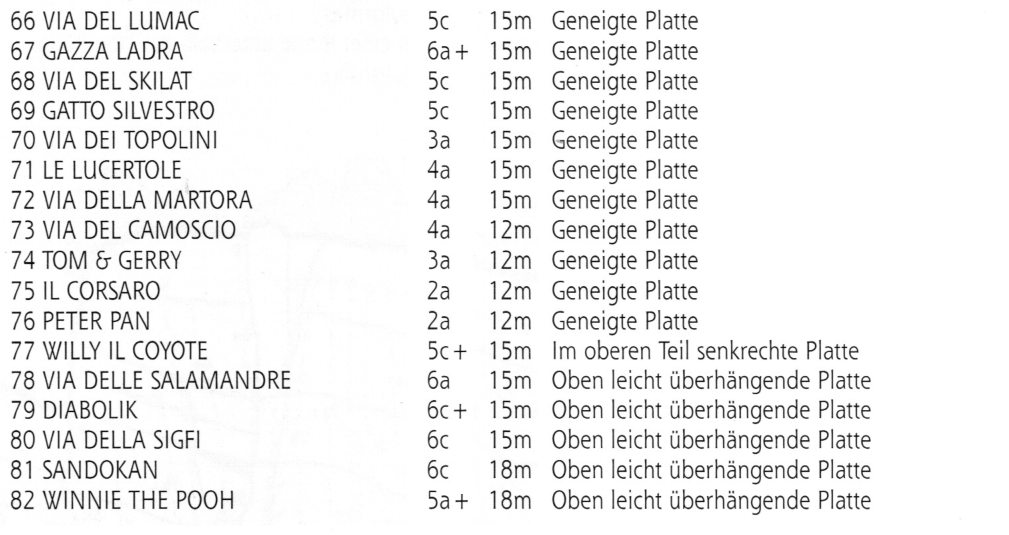 66 VIA DEL LUMAC 5c 15m Geneigte Platte
67 GAZZA LADRA 6a+ 15m Geneigte Platte
68 VIA DEL SKILAT 5c 15m Geneigte Platte
69 GATTO SILVESTRO 5c 15m Geneigte Platte
70 VIA DEI TOPOLINI 3a 15m Geneigte Platte
71 LE LUCERTOLE 4a 15m Geneigte Platte
72 VIA DELLA MARTORA 4a 15m Geneigte Platte
73 VIA DEL CAMOSCIO 4a 12m Geneigte Platte
74 TOM & GERRY 3a 12m Geneigte Platte
75 IL CORSARO 2a 12m Geneigte Platte
76 PETER PAN 2a 12m Geneigte Platte
77 WILLY IL COYOTE 5c+ 15m Im oberen Teil senkrechte Platte
78 VIA DELLE SALAMANDRE 6a 15m Oben leicht überhängende Platte
79 DIABOLIK 6c+ 15m Oben leicht überhängende Platte
80 VIA DELLA SIGFI 6c 15m Oben leicht überhängende Platte
81 SANDOKAN 6c 18m Oben leicht überhängende Platte
82 WINNIE THE POOH 5a+ 18m Oben leicht überhängende Platte